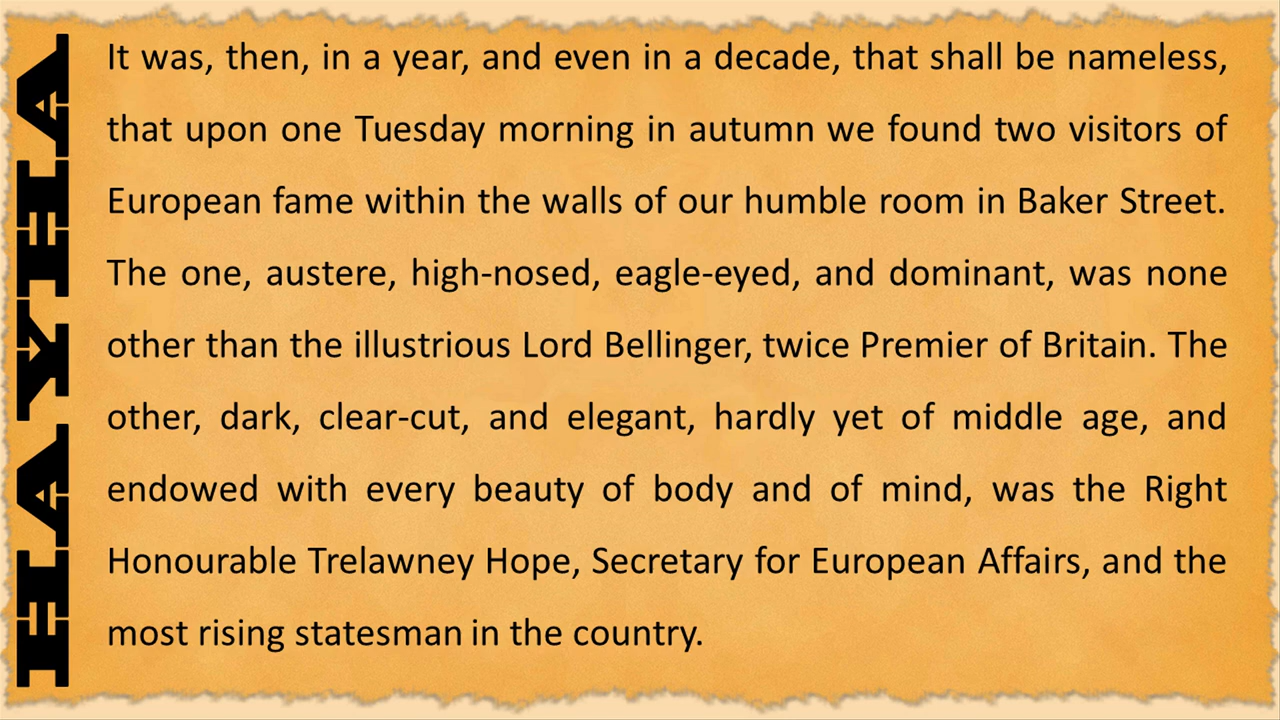 HAYHA
It was, then, in a year, and even in a decade, that shall be nameless,
that upon one Tuesday morning in autumn we found two visitors of
European fame within the walls of our humble room in Baker Street.
The one, austere, high-nosed, eagle-eyed, and dominant, was none
other than the illustrious Lord Bellinger, twice Premier of Britain. The
other, dark, clear-cut, and elegant, hardly yet of middle age, and
endowed with every beauty of body and of mind, was the Right
Honourable Trelawney Hope, Secretary for European Affairs, and the
most rising statesman in the country.